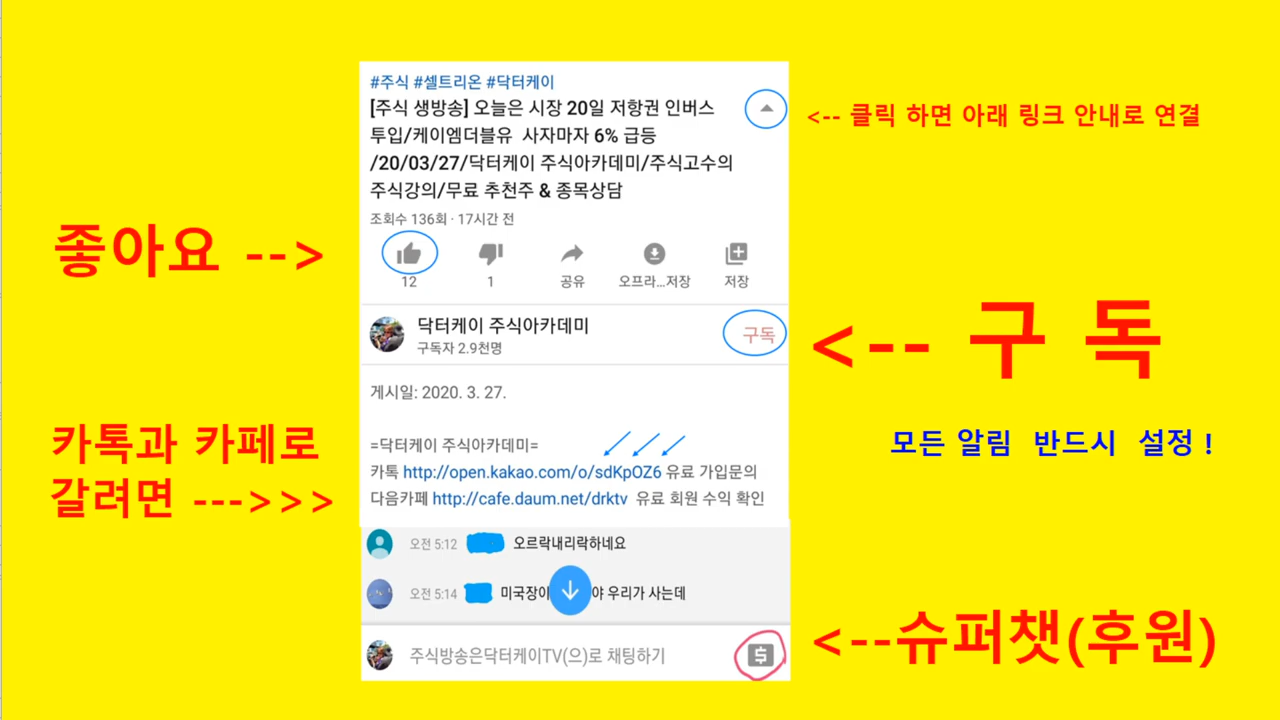 #주식 #셀트리온 #닥터케이
[주식 생방송] 오늘은 시장 20일 저항권 인버스
투입/케이엠더블유 사자마자 6% 급등
/20/03/27/닥터케이 주식아카데미/주식고수의
주식강의/무료 추천주 & 종목상담
<-- 클릭 하면 아래 링크 안내로 연결
조회수 136회 · 17시간 전
좋아요 -->
12
1
공유
오프라...저장
저장
닥터케이 주식아카데미
구독자 2.9천명
구독
<-- 구 독
게시일: 2020. 3. 27.
모든 알림 반드시 설정 !
카톡과 카페로
갈려면 --->>>
=닥터케이 주식아카데미=
카톡 http://open.kakao.com/o/sdKpOZ6 유료 가입문의
다음카페 http://cafe.daum.net/drktv 유료 회원 수익 확인
오전 5:12 오르락내리락하네요
오전 5:14 미국장이 야 우리가 사는데
주식방송은닥터케이TV(으)로 채팅하기
<--슈퍼챗(후원)